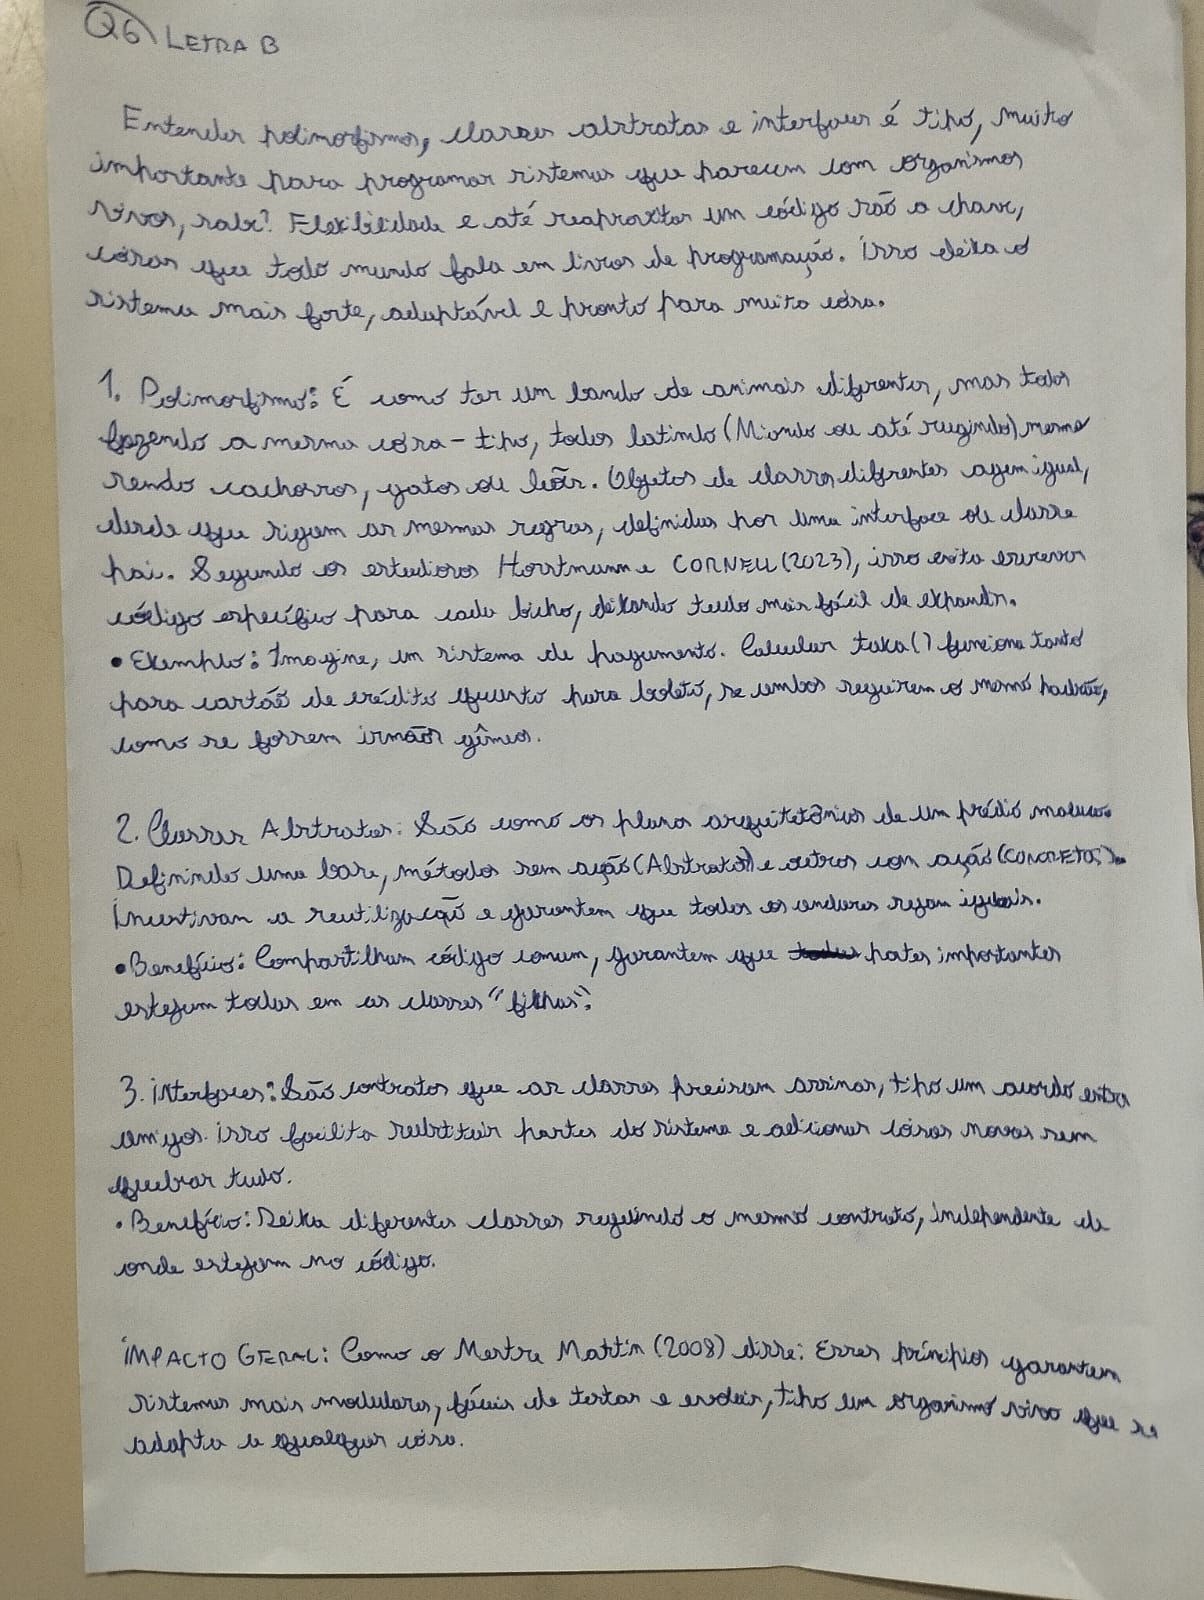 Q6) LETRA B
Entender polimorfismos, classes abstratas e interfaces é tipo, muito
importante para programar sistemas que parecem com organismos
vivos, sabe? Flexibilidade e até reaproveitar um código são a chave,
coisas que todo mundo fala em livros de programação. Isso deixa o
sistema mais forte, adaptável e pronto para muita coisa.
1. Polimorfismo: É como ter um bando de animais diferentes, mas todos
fazendo a mesma coisa - tipo, todos latindo (Miando ou até rugindo) mesmo
sendo cachorros, gatos ou leões. Objetos de classes diferentes agem igual,
desde que sigam as mesmas regras, definidas por uma interface ou classe
pai. Segundo os estudiosos Horstmann e CORNELL (2023), isso evita escrever
código específico para cada bicho, deixando tudo mais fácil de expandir.
• Exemplo: Imagine, um sistema de pagamento. Calcular taxa() funciona tanto
para cartão de crédito quanto para boleto, se ambos seguirem o mesmo padrão,
como se fossem irmãos gêmeos.
2. Classes Abstratas: São como os planos arquitetônicos de um prédio maluco.
Definindo uma base, métodos sem ação (Abstratos) e outros com ação (CONCRETOS).
Incentivam a reutilização e garantem que todos os andares sejam iguais.
• Benefício: Compartilham código comum, garantem que pates importantes
estejam todas em as classes "filhas".
3. Interfaces: São contratos que as classes precisam assinar, tipo um acordo entre
amigos. Isso facilita substituir partes do sistema e adicionar coisas novas sem
quebrar tudo.
• Benefício: Deixa diferentes classes seguindo o mesmo contrato, independente de
onde estejam no código.
IMPACTO GERAL: Como o Mestre Martin (2008) disse: Esses princípios garantem
sistemas mais modulares, fáceis de testar e evoluir, tipo um organismo vivo que se
adapta a qualquer coisa.